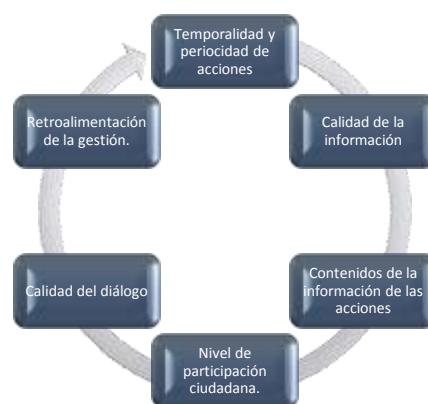 Temporalidad y
periocidad de
acciones
Calidad de la
información
Contenidos de la
información de las
acciones
Nivel de
participación
ciudadana.
Calidad del diálogo
Retroalimentación
de la gestión.